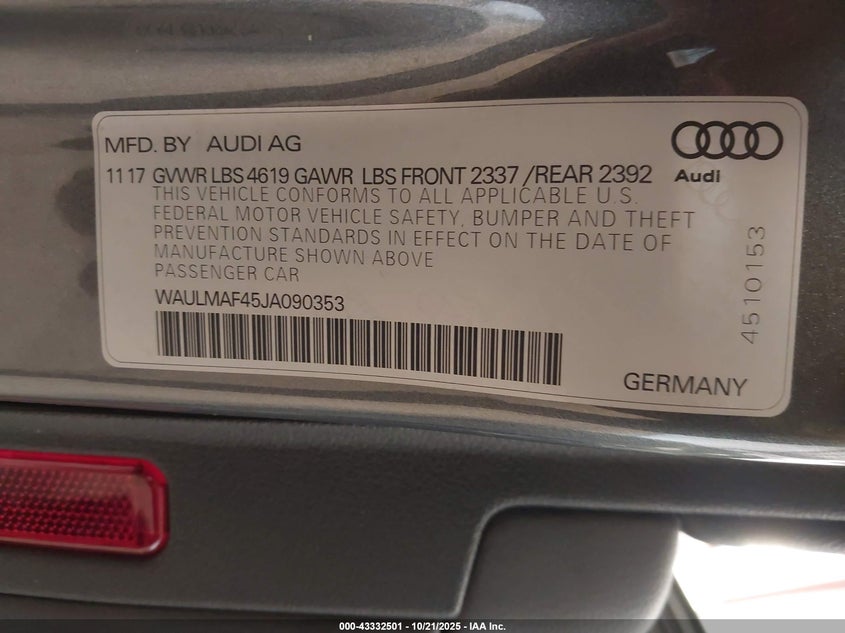 MFD. BY AUDI AG
11 17 GVWR LBS 4619 GAWR LBS FRONT 2337 /REAR 2392
Audi
THIS VEHICLE CONFORMS TO ALL APPLICABLE U.S.
FEDERAL MOTOR VEHICLE SAFETY, BUMPER AND THEFT
PREVENTION STANDARDS IN EFFECT ON THE DATE OF
MANUFACTURE SHOWN ABOVE
PASSENGER CAR
WAULMAF45JA090353
4510153
GERMANY
000-43332501 - 10/21/2025 - IAA Inc.